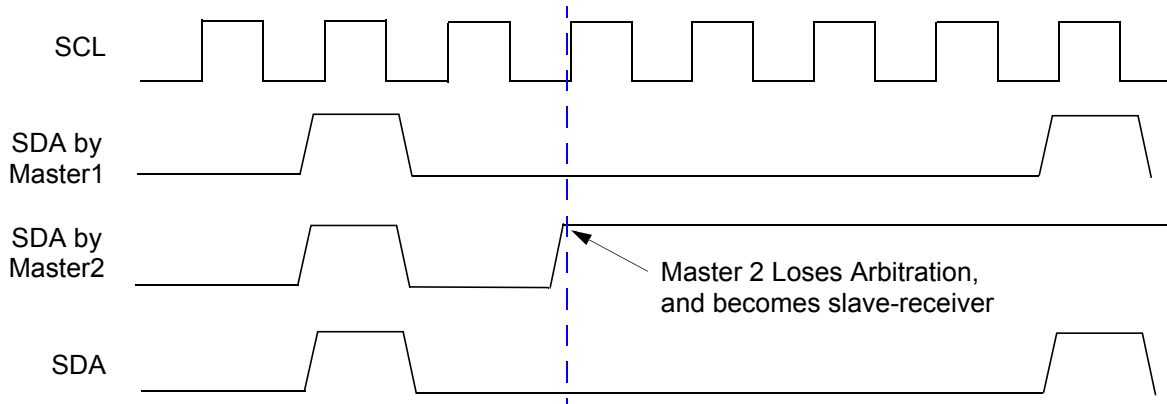 SCL
SDA by
Master1
SDA by
Master2
Master 2 Loses Arbitration,
and becomes slave-receiver
SDA